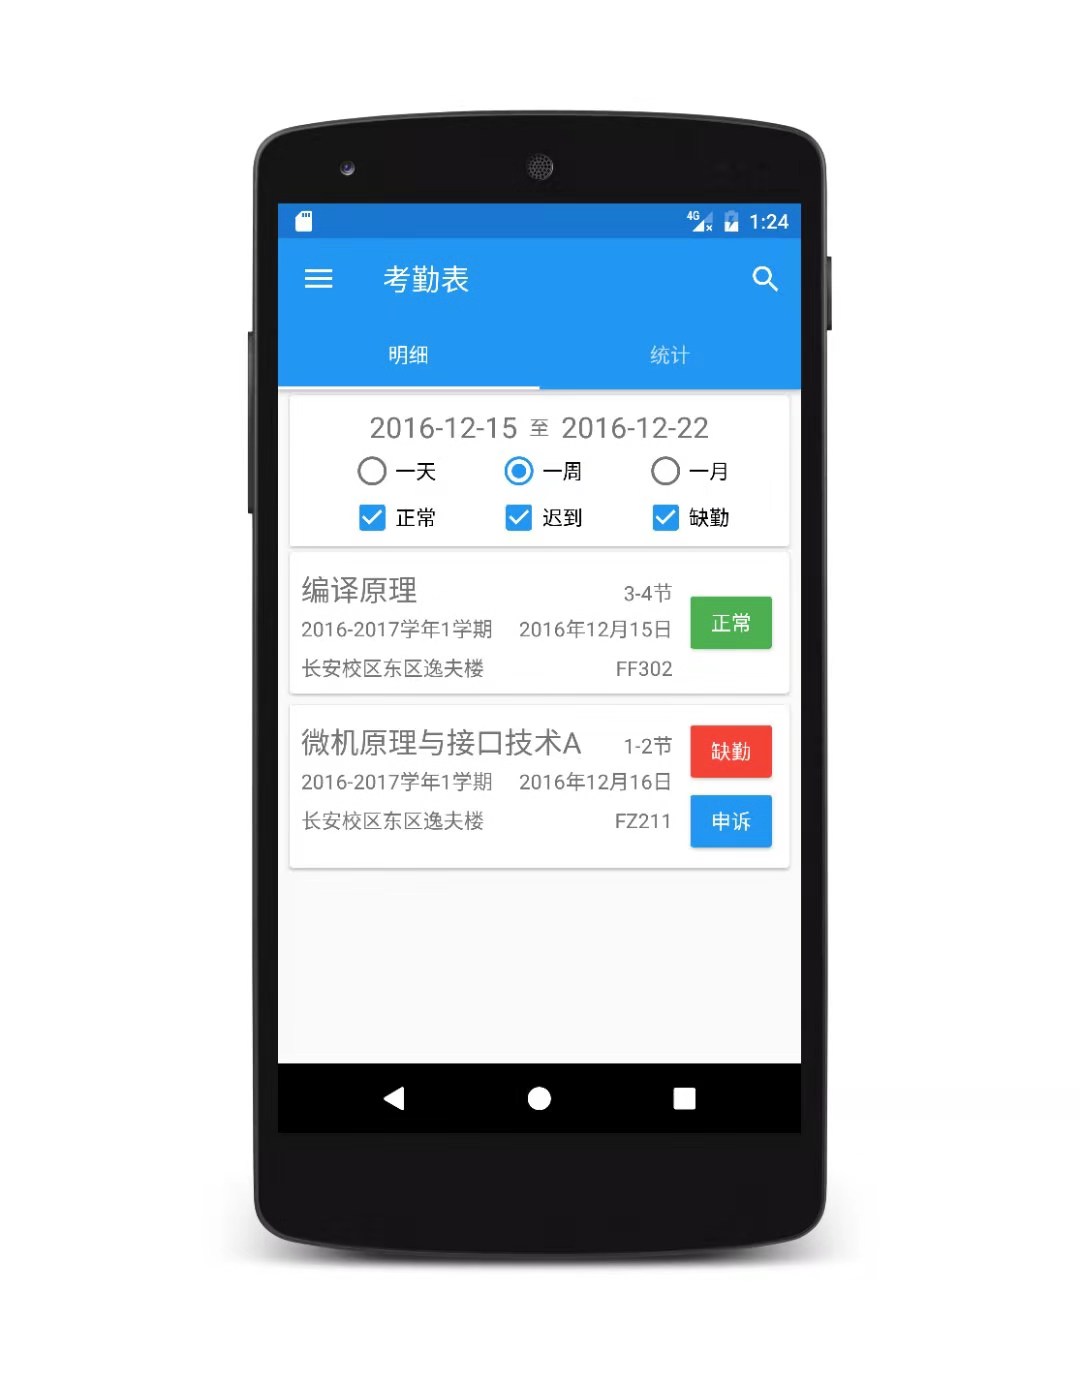 4G 1:24
考勤表
明细 统计
2016-12-15 至 2016-12-22
一天 一周 一月
正常 迟到 缺勤
编译原理 3-4节
正常
2016-2017学年1学期 2016年12月15日
长安校区东区逸夫楼 FF302
微机原理与接口技术A 1-2节
缺勤
2016-2017学年1学期 2016年12月16日
长安校区东区逸夫楼 FZ211
申诉